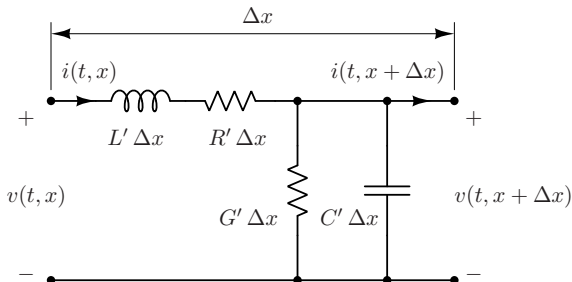 Δx
i(t, x)
i(t, x + Δx)
+
+
L′ Δx
R′ Δx
v(t, x)
v(t, x + Δx)
G′ Δx
C′ Δx
−
−